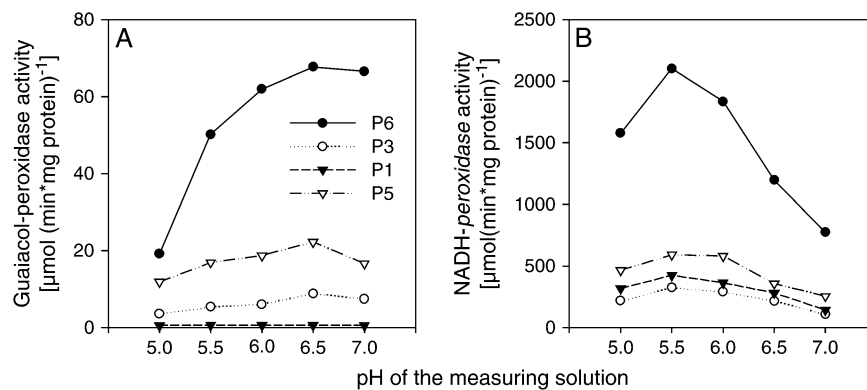 A
Guaiacol-peroxidase activity
[µmol (min*mg protein)⁻¹]
80
60
40
20
0
P6
P3
P1
P5
5.0 5.5 6.0 6.5 7.0
B
NADH-peroxidase activity
[µmol(min*mg protein)⁻¹]
2500
2000
1500
1000
500
0
5.0 5.5 6.0 6.5 7.0
pH of the measuring solution